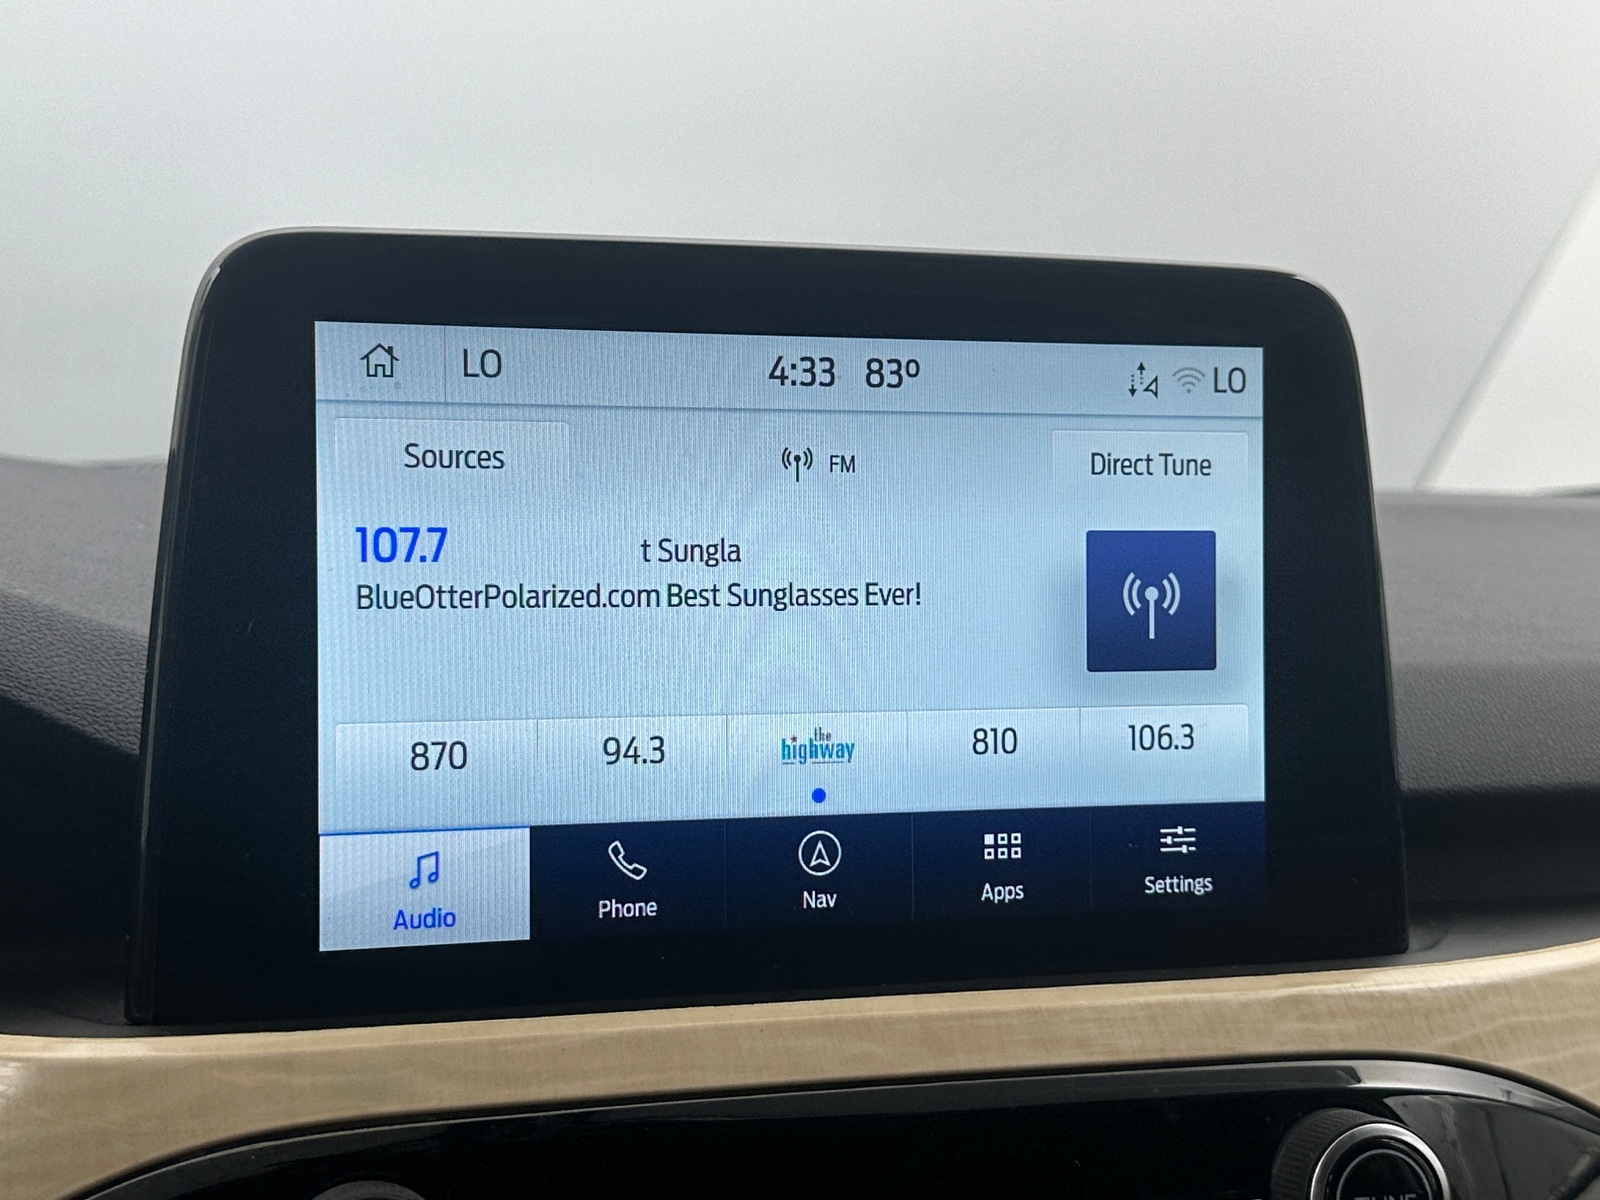 LO 4:33 83° LO
Sources FM Direct Tune
107.7 t Sungla
BlueOtterPolarized.com Best Sunglasses Ever!
870 94.3 the highway 810 106.3
Audio Phone Nav Apps Settings
TUNE